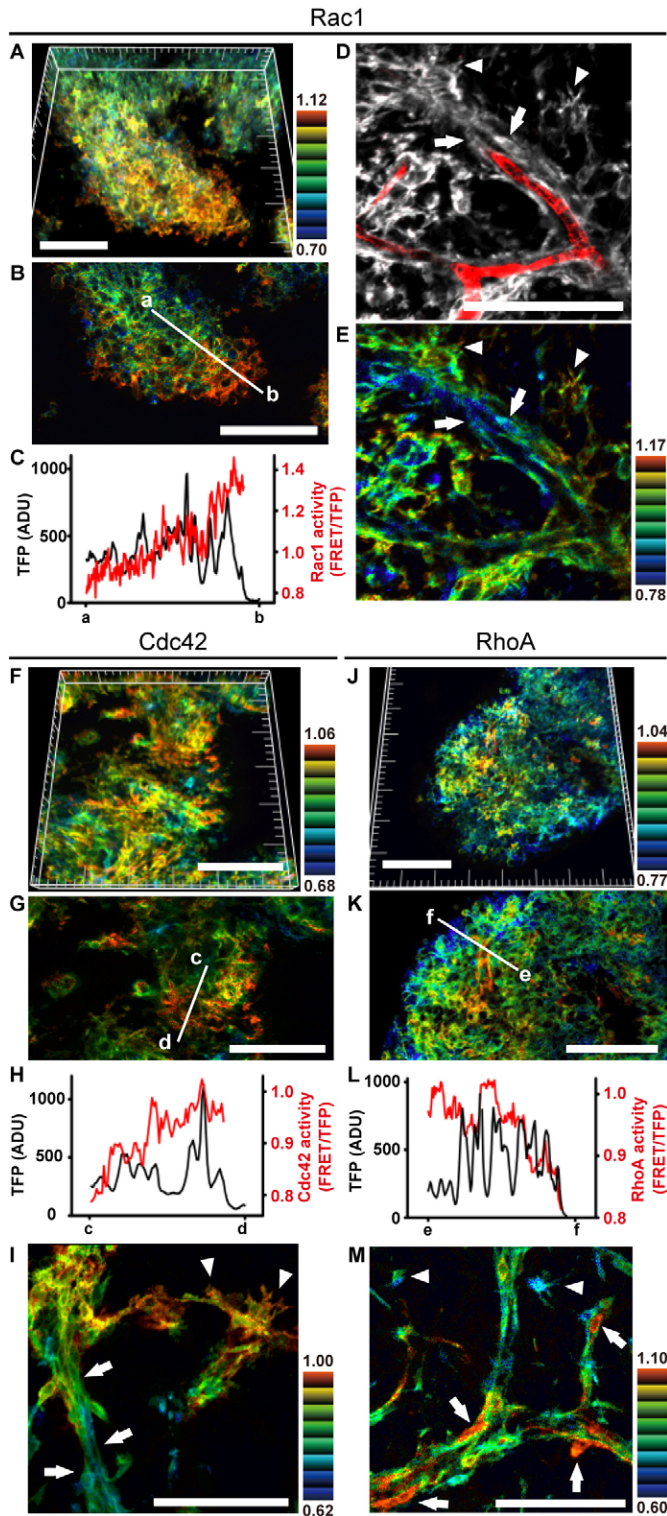 Rac1
A
1.12
0.70
B
a
b
C
1000
500
0
TFP (ADU)
1.4
1.2
1.0
0.8
Rac1 activity
(FRET/TFP)
a
b
D
E
1.17
0.78
Cdc42
F
1.06
0.68
G
c
d
H
1000
500
0
TFP (ADU)
1.0
0.9
0.8
Cdc42 activity
(FRET/TFP)
c
d
I
1.00
0.62
RhoA
J
1.04
0.77
K
f
e
L
1000
500
0
TFP (ADU)
1.0
0.9
0.8
RhoA activity
(FRET/TFP)
e
f
M
1.10
0.60